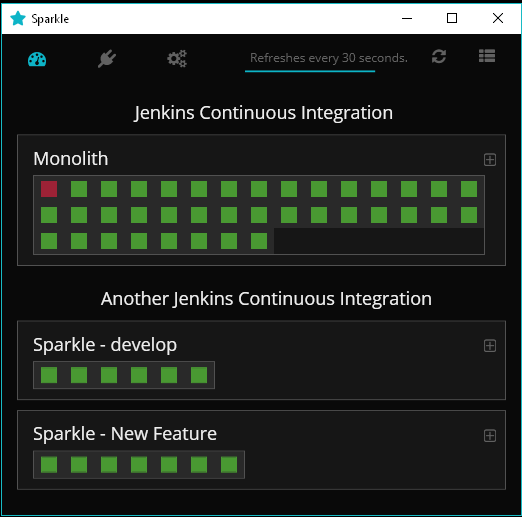 Sparkle
Refreshes every 30 seconds.
Jenkins Continuous Integration
Monolith
Another Jenkins Continuous Integration
Sparkle - develop
Sparkle - New Feature